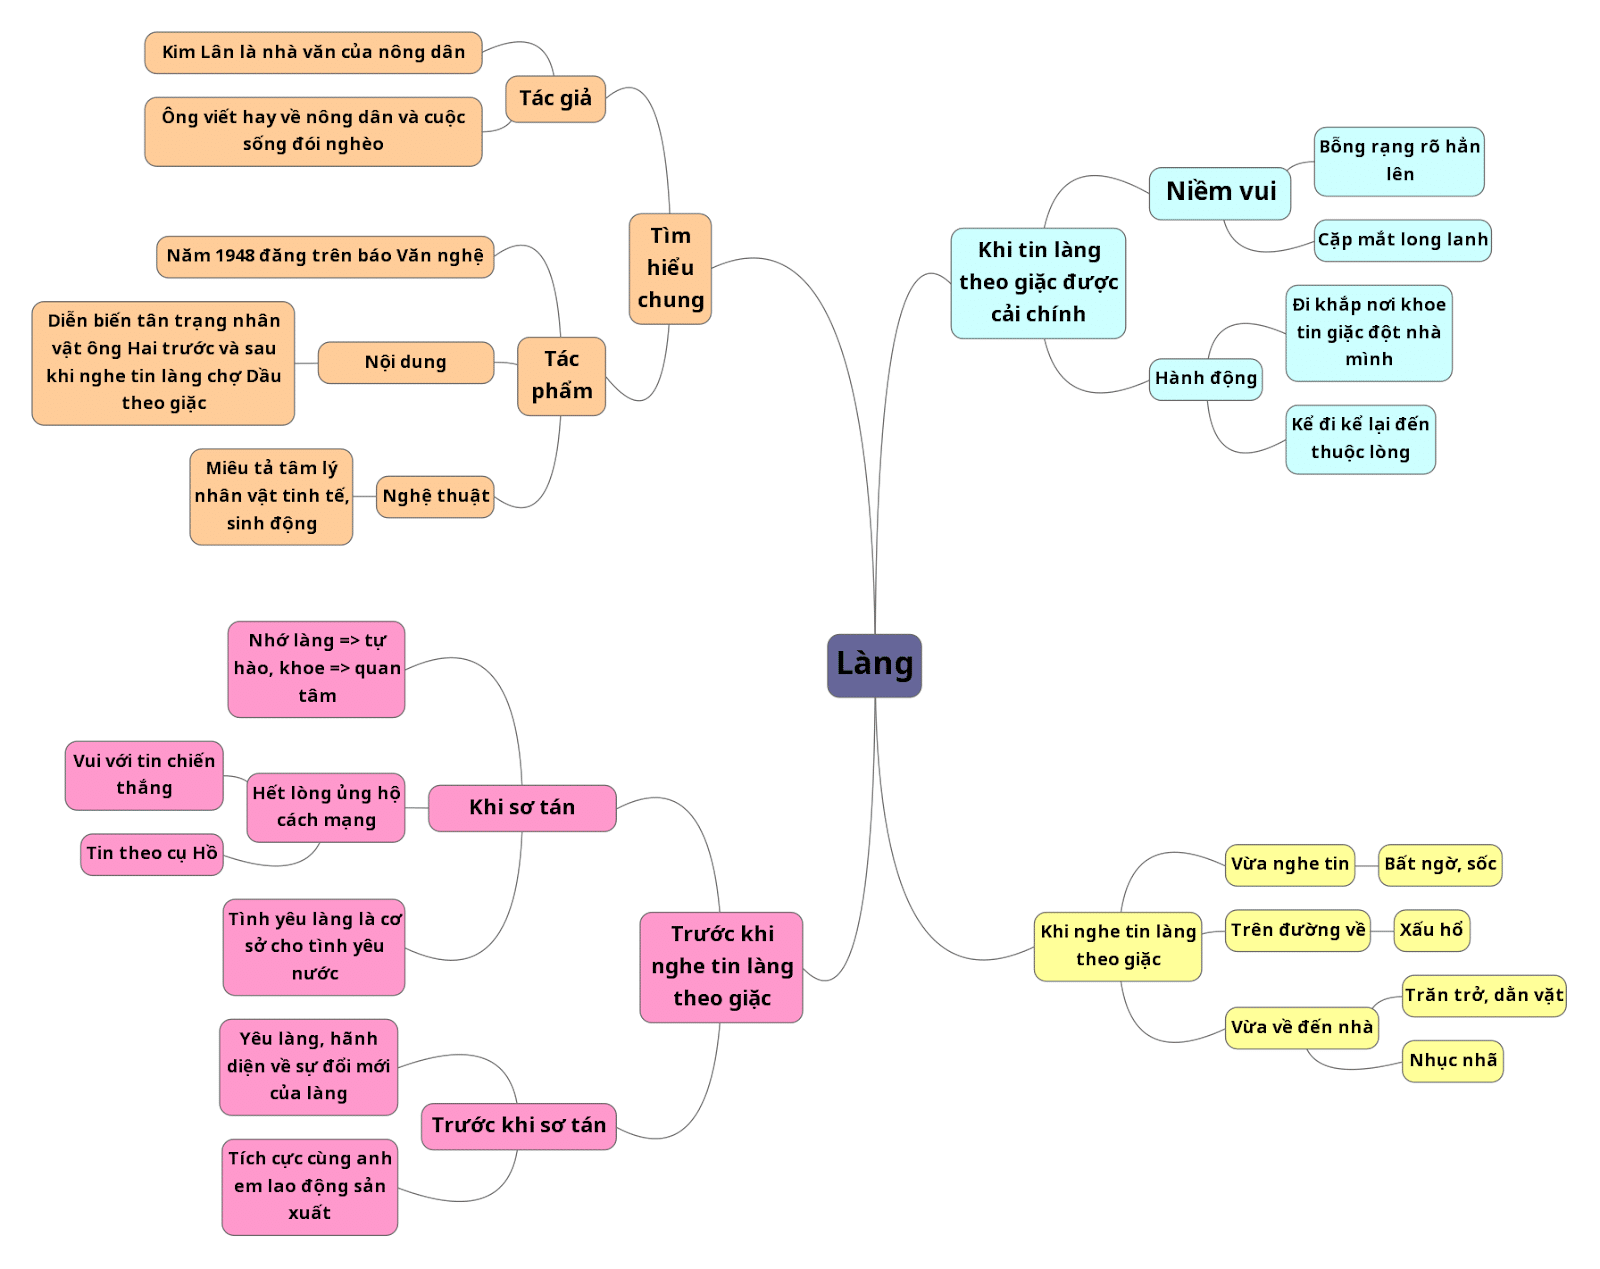 Kim Lân là nhà văn của nông dân
Tác giả
Ông viết hay về nông dân và cuộc
sống đói nghèo
Tìm
hiểu
chung
Năm 1948 đăng trên báo Văn nghệ
Tác
phẩm
Nội dung
Diễn biến tân trạng nhân
vật ông Hai trước và sau
khi nghe tin làng chợ Dầu
theo giặc
Nghệ thuật
Miêu tả tâm lý
nhân vật tinh tế,
sinh động
Khi tin làng
theo giặc được
cải chính
Niềm vui
Bỗng rạng rỡ hẳn
lên
Cặp mắt long lanh
Hành động
Đi khắp nơi khoe
tin giặc đột nhà
mình
Kể đi kể lại đến
thuộc lòng
Làng
Trước khi
nghe tin làng
theo giặc
Khi sơ tán
Nhớ làng => tự
hào, khoe => quan
tâm
Hết lòng ủng hộ
cách mạng
Vui với tin chiến
thắng
Tin theo cụ Hồ
Tình yêu làng là cơ
sở cho tình yêu
nước
Trước khi sơ tán
Yêu làng, hãnh
diện về sự đổi mới
của làng
Tích cực cùng anh
em lao động sản
xuất
Khi nghe tin làng
theo giặc
Vừa nghe tin
Bất ngờ, sốc
Trên đường về
Xấu hổ
Vừa về đến nhà
Trăn trở, dằn vặt
Nhục nhã